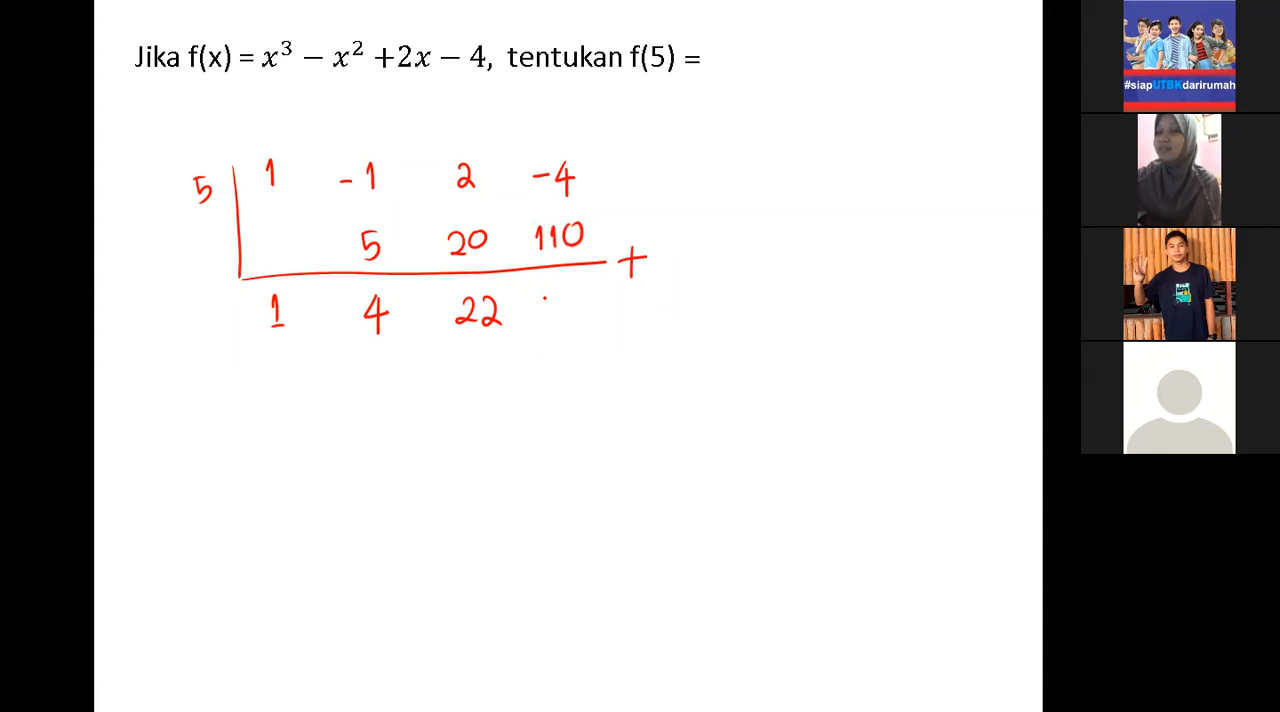 Jika f(x) = x³ − x² +2x − 4, tentukan f(5) =
5 1 -1 2 -4
5 20 110 +
1 4 22
#siapUTBKdarirumah